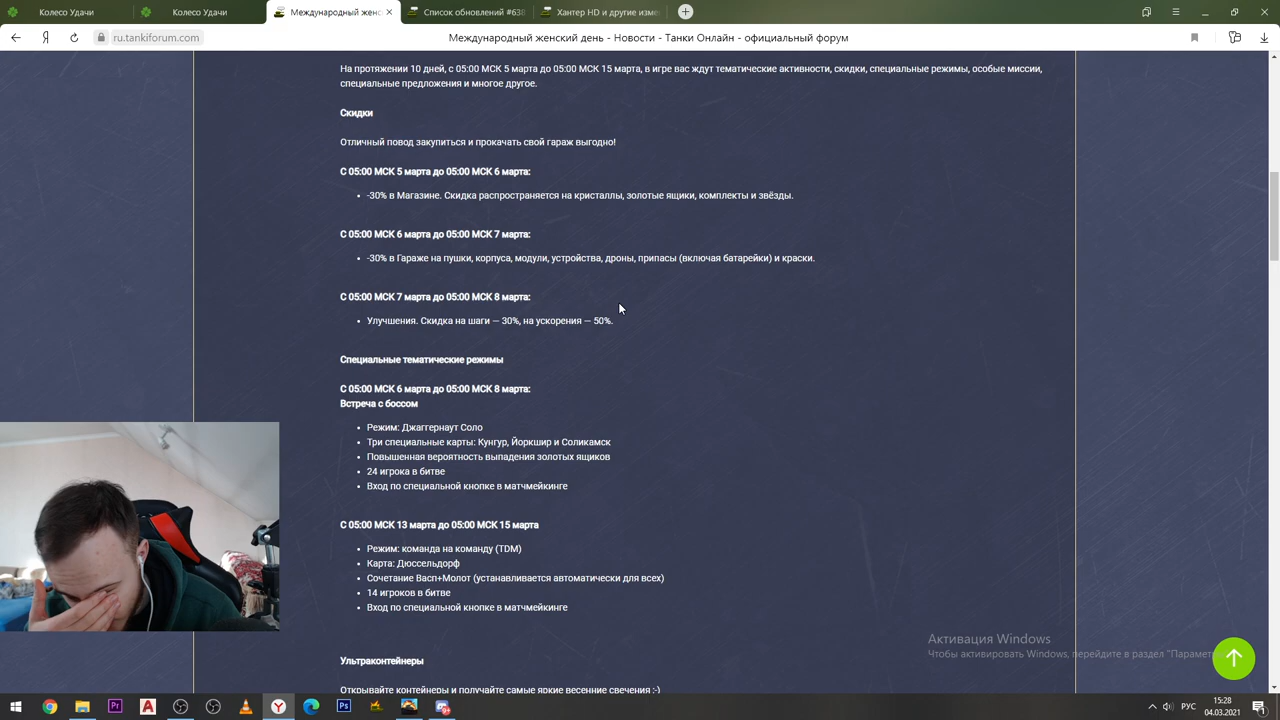 Колесо Удачи
Колесо Удачи
Международный женс
Список обновлений #638
Хантер HD и другие изме
ru.tankiforum.com
Международный женский день - Новости - Танки Онлайн - официальный форум
На протяжении 10 дней, с 05:00 МСК 5 марта до 05:00 МСК 15 марта, в игре вас ждут тематические активности, скидки, специальные режимы, особые миссии,
специальные предложения и многое другое.
Скидки
Отличный повод закупиться и прокачать свой гараж выгодно!
С 05:00 МСК 5 марта до 05:00 МСК 6 марта:
• -30% в Магазине. Скидка распространяется на кристаллы, золотые ящики, комплекты и звёзды.
С 05:00 МСК 6 марта до 05:00 МСК 7 марта:
• -30% в Гараже на пушки, корпуса, модули, устройства, дроны, припасы (включая батарейки) и краски.
С 05:00 МСК 7 марта до 05:00 МСК 8 марта:
• Улучшения. Скидка на шаги — 30%, на ускорения — 50%.
Специальные тематические режимы
С 05:00 МСК 6 марта до 05:00 МСК 8 марта:
Встреча с боссом
• Режим: Джаггернаут Соло
• Три специальные карты: Кунгур, Йоркшир и Соликамск
• Повышенная вероятность выпадения золотых ящиков
• 24 игрока в битве
• Вход по специальной кнопке в матчмейкинге
С 05:00 МСК 13 марта до 05:00 МСК 15 марта
• Режим: команда на команду (TDM)
• Карта: Дюссельдорф
• Сочетание Васп+Молот (устанавливается автоматически для всех)
• 14 игроков в битве
• Вход по специальной кнопке в матчмейкинге
Ультраконтейнеры
Открывайте контейнеры и получайте самые яркие весенние свечения :-)
Активация Windows
Чтобы активировать Windows, перейдите в раздел "Парамет
РУС
15:28
04.03.2021